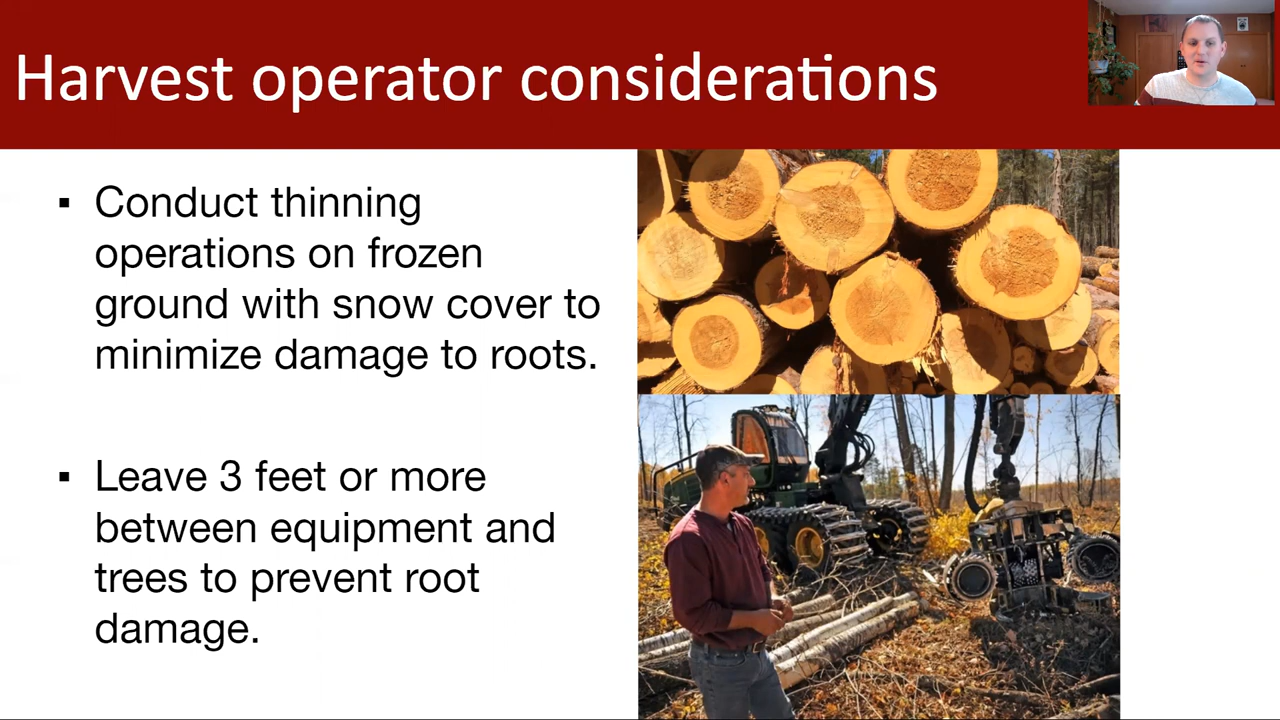 Harvest operator considerations
▪ Conduct thinning
operations on frozen
ground with snow cover to
minimize damage to roots.
▪ Leave 3 feet or more
between equipment and
trees to prevent root
damage.